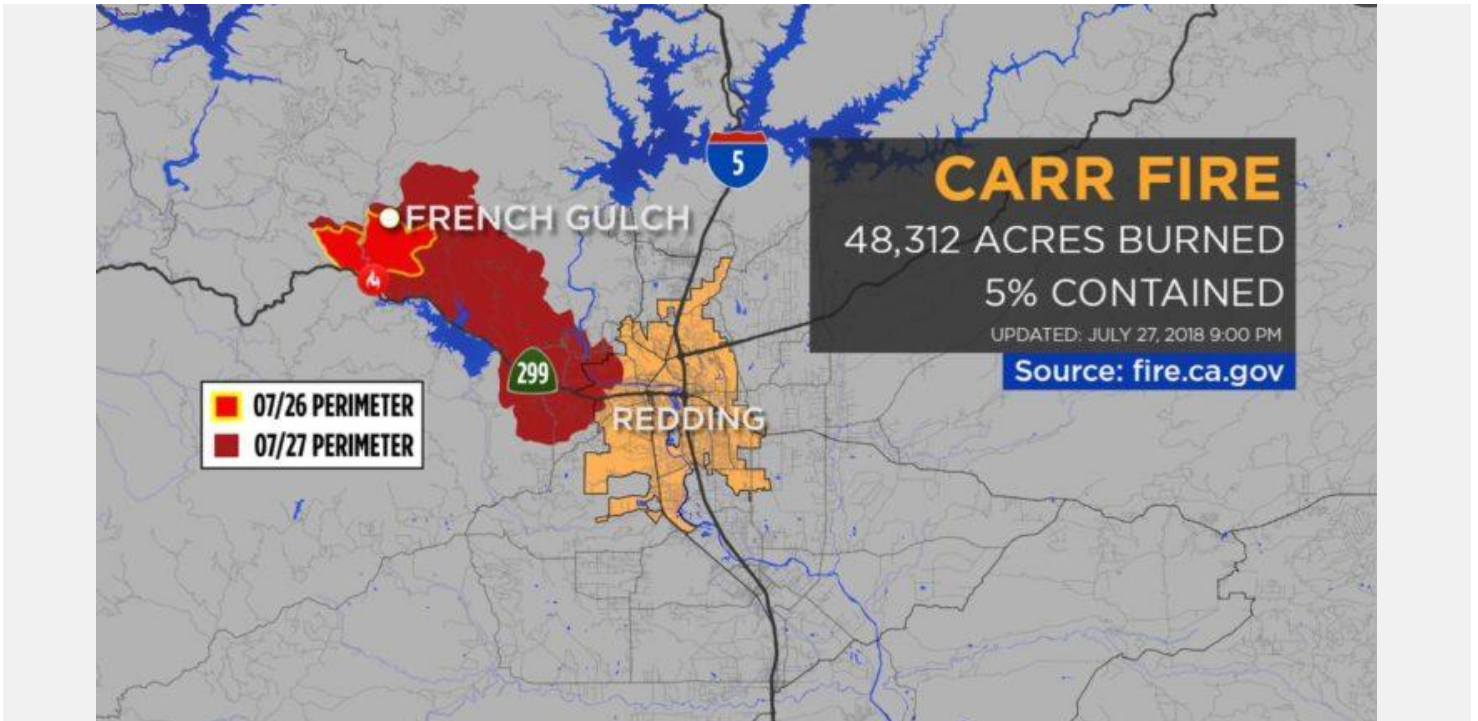 5
CARR FIRE
48,312 ACRES BURNED
5% CONTAINED
UPDATED: JULY 27, 2018 9:00 PM
Source: fire.ca.gov
FRENCH GULCH
299
REDDING
07/26 PERIMETER
07/27 PERIMETER